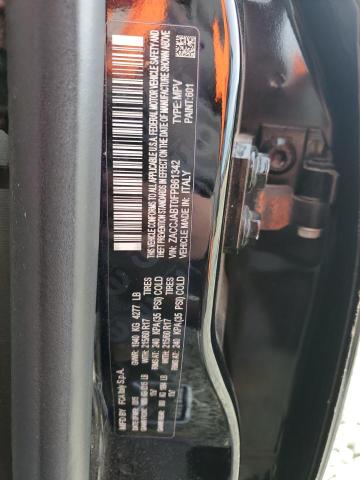 MFD BY: FCA Italy S.p.A.
GVWR: 1940 KG 4277 LB
WITH: 215/60 R17 TIRES
240 KPA(35 PSI) COLD
WITH: 215/60 R17 TIRES
AT: 240 KPA(35 PSI) COLD
THIS VEHICLE CONFORMS TO ALL
APPLICABLE U.S.A. FEDERAL MOTOR VEHICLE SAFETY AND
THEFT PREVENTION STANDARDS IN EFFECT ON THE DATE
OF MANUFACTURE SHOWN ABOVE
VIN: ZACCJABT0FPB61342
TYPE:MPV
VEHICLE MADE IN: ITALY
PAINT:601